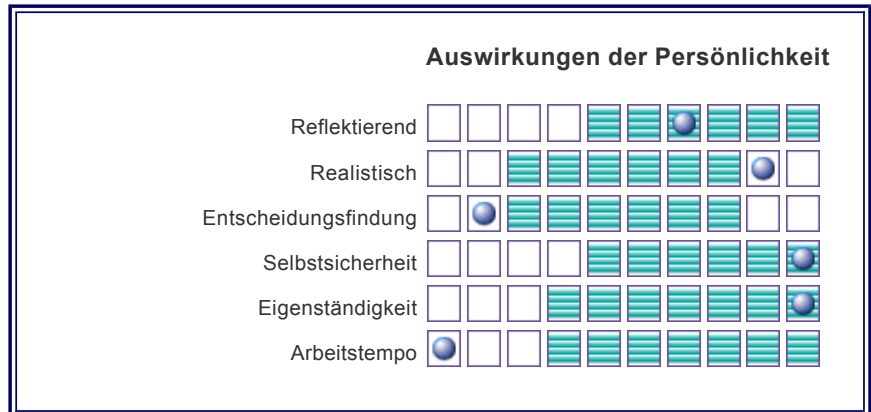 Auswirkungen der Persönlichkeit
Reflektierend
Realistisch
Entscheidungsfindung
Selbstsicherheit
Eigenständigkeit
Arbeitstempo